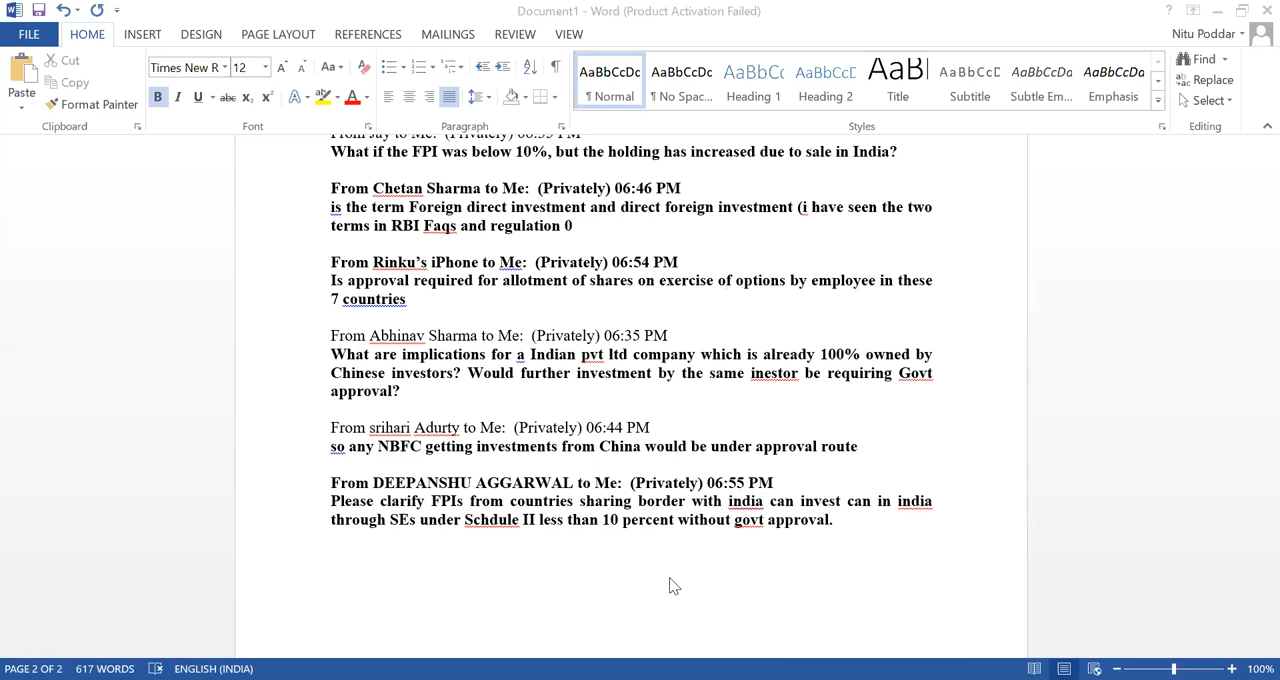 Document1 - Word (Product Activation Failed)
FILE HOME INSERT DESIGN PAGE LAYOUT REFERENCES MAILINGS REVIEW VIEW
Nitu Poddar
Paste
Cut
Copy
Format Painter
Clipboard
Times New R 12
Font
Paragraph
AaBbCcDc AaBbCcDc AaBbCc AaBbCcD AaBl AaBbCcD AaBbCcDa AaBbCcDa
¶ Normal ¶ No Spac... Heading 1 Heading 2 Title Subtitle Subtle Em... Emphasis
Styles
Find
Replace
Select
Editing
From Jay to Me: (Privately) 06:35 PM
What if the FPI was below 10%, but the holding has increased due to sale in India?
From Chetan Sharma to Me: (Privately) 06:46 PM
is the term Foreign direct investment and direct foreign investment (i have seen the two
terms in RBI Faqs and regulation 0
From Rinku's iPhone to Me: (Privately) 06:54 PM
Is approval required for allotment of shares on exercise of options by employee in these
7 countries
From Abhinav Sharma to Me: (Privately) 06:35 PM
What are implications for a Indian pvt ltd company which is already 100% owned by
Chinese investors? Would further investment by the same inestor be requiring Govt
approval?
From srihari Adurty to Me: (Privately) 06:44 PM
so any NBFC getting investments from China would be under approval route
From DEEPANSHU AGGARWAL to Me: (Privately) 06:55 PM
Please clarify FPIs from countries sharing border with india can invest can in india
through SEs under Schdule II less than 10 percent without govt approval.
PAGE 2 OF 2 617 WORDS ENGLISH (INDIA) 100%